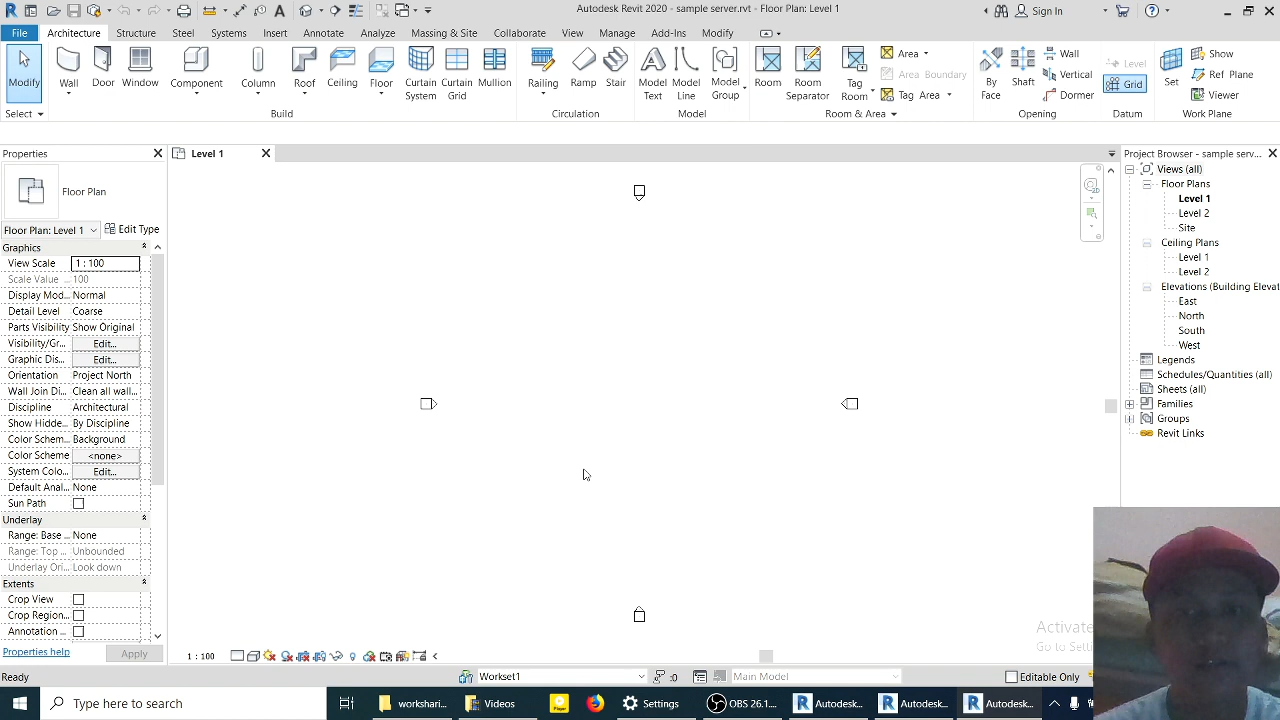 Autodesk Revit 2020 - sample server.rvt - Floor Plan: Level 1
Sign In
File Architecture Structure Steel Systems Insert Annotate Analyze Massing & Site Collaborate View Manage Add-Ins Modify
Modify Wall Door Window Component Column Roof Ceiling Floor Curtain System Curtain Grid Mullion Railing Ramp Stair Model Text Model Line Model Group Room Room Separator Tag Room
Area
Area Boundary
Tag Area
By Face Shaft
Wall
Vertical
Dormer
Level
Grid
Set
Show
Ref Plane
Viewer
Select Build Circulation Model Room & Area Opening Datum Work Plane
Properties
Level 1
Floor Plan
Floor Plan: Level 1 Edit Type
Graphics
View Scale 1 : 100
Scale Value ... 100
Display Mod... Normal
Detail Level Coarse
Parts Visibility Show Original
Visibility/Gr... Edit...
Graphic Dis... Edit...
Orientation Project North
Wall Join Di... Clean all wall...
Discipline Architectural
Show Hidde... By Discipline
Color Schem... Background
Color Scheme <none>
System Colo... Edit...
Default Anal... None
Sun Path
Underlay
Range: Base ... None
Range: Top ... Unbounded
Underlay Ori... Look down
Extents
Crop View
Crop Region...
Annotation ...
Properties help Apply
1 : 100
Project Browser - sample serv...
Views (all)
Floor Plans
Level 1
Level 2
Site
Ceiling Plans
Level 1
Level 2
Elevations (Building Elevat
East
North
South
West
Legends
Schedules/Quantities (all)
Sheets (all)
Families
Groups
Revit Links
Activate
Go to Setti
Ready Workset1 :0 Main Model Editable Only
Type here to search workshari... Videos Settings OBS 26.1... Autodes... Autodes... Autodes...